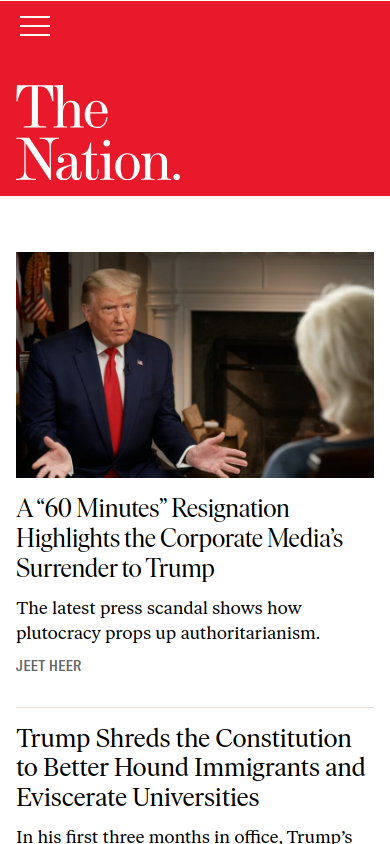 The
Nation.
A “60 Minutes” Resignation
Highlights the Corporate Media’s
Surrender to Trump
The latest press scandal shows how
plutocracy props up authoritarianism.
JEET HEER
Trump Shreds the Constitution
to Better Hound Immigrants and
Eviscerate Universities
In his first three months in office, Trump’s